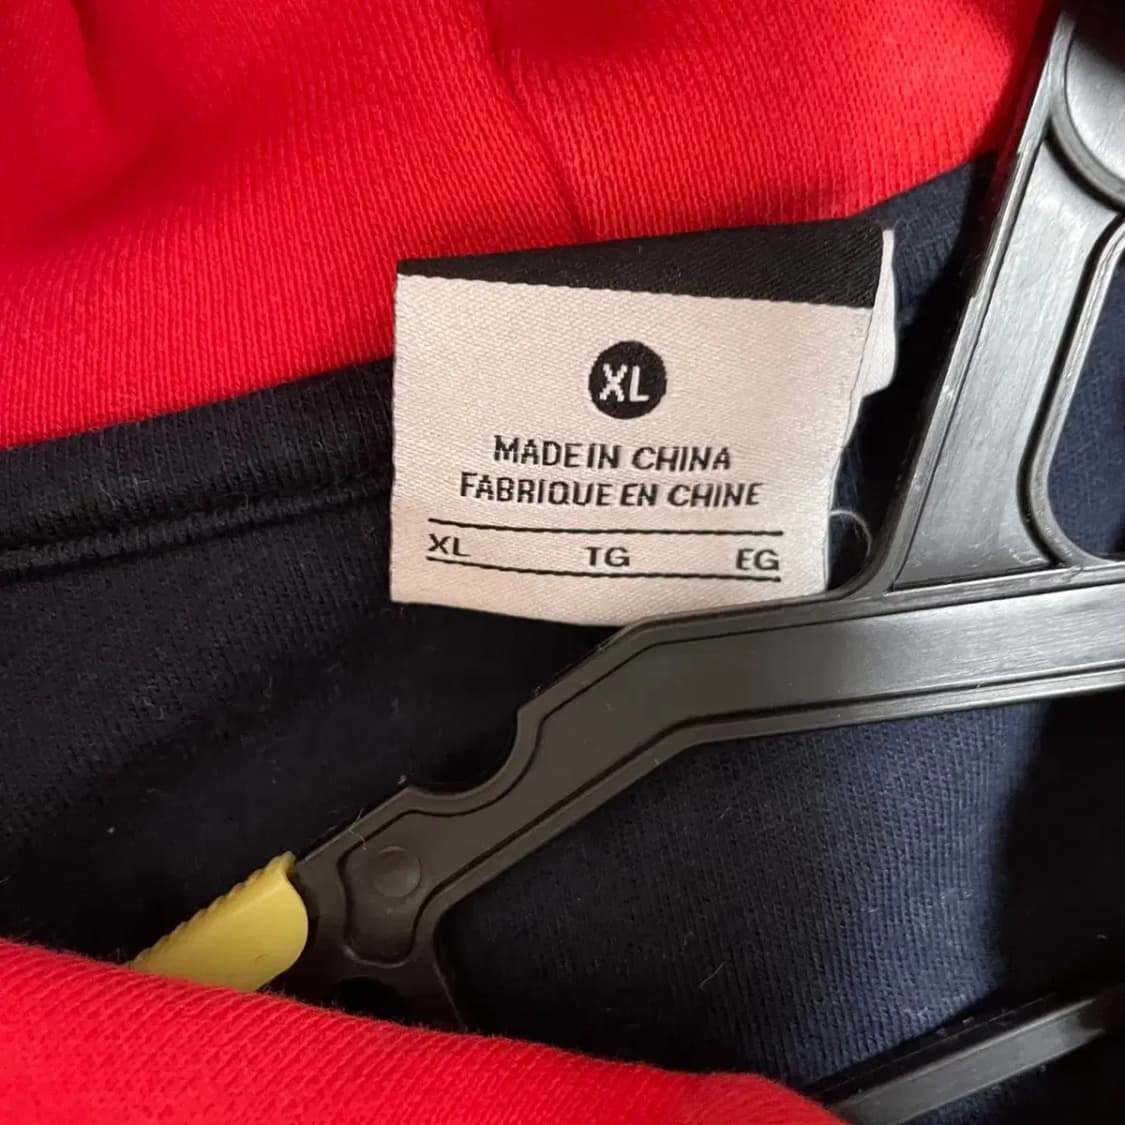 XL
MADE IN CHINA
FABRIQUE EN CHINE
XL TG EG